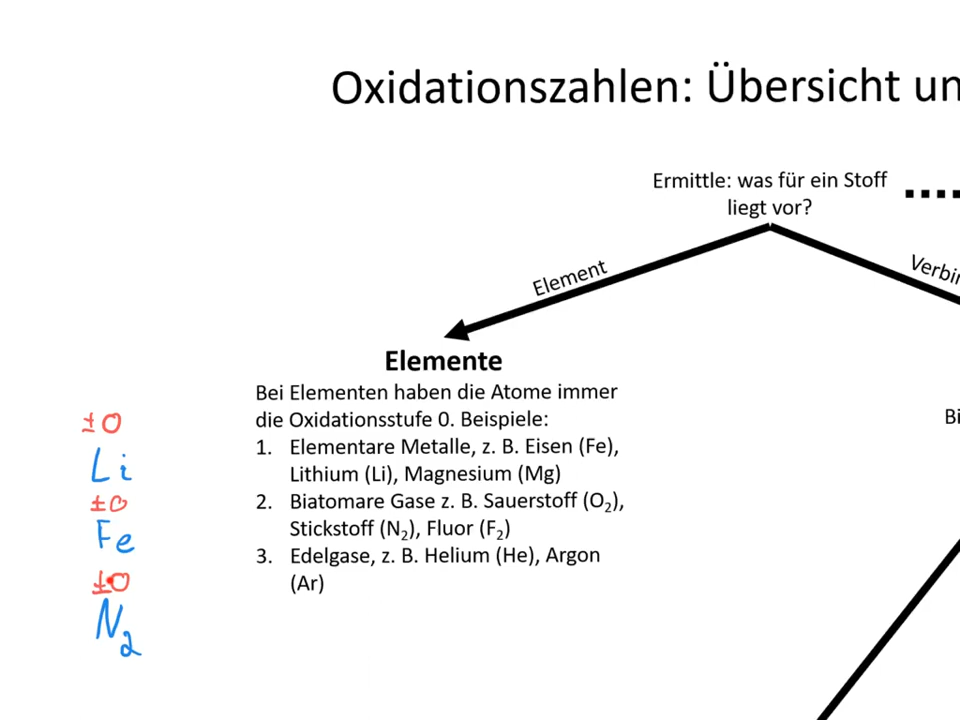 Oxidationszahlen: Übersicht un
Ermittle: was für ein Stoff
liegt vor?
Element
Verbin
Elemente
Bei Elementen haben die Atome immer
die Oxidationsstufe 0. Beispiele:
1. Elementare Metalle, z. B. Eisen (Fe),
Lithium (Li), Magnesium (Mg)
2. Biatomare Gase z. B. Sauerstoff (O₂),
Stickstoff (N₂), Fluor (F₂)
3. Edelgase, z. B. Helium (He), Argon
(Ar)
Bi
±0
Li
±0
Fe
±0
N₂